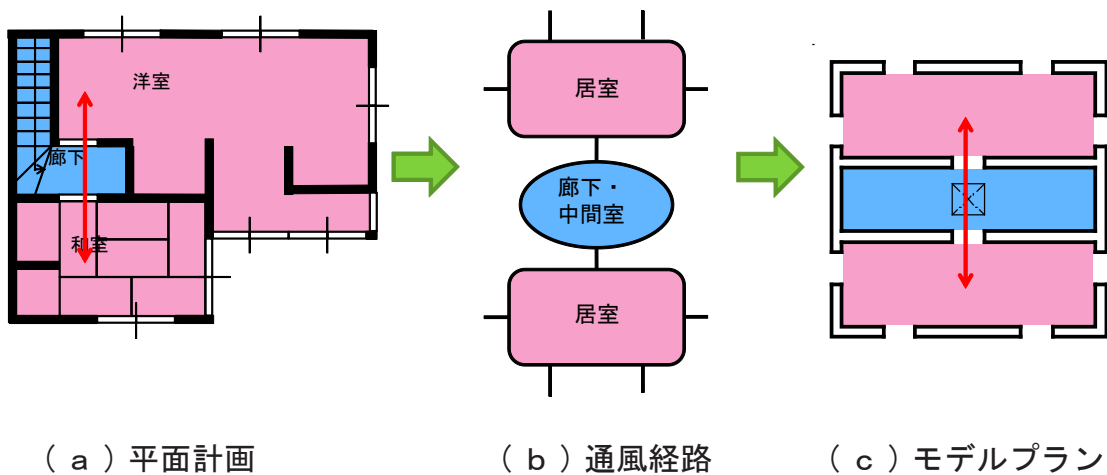 洋室
廊下
和室
居室
廊下・
中間室
居室
（ａ）平面計画
（ｂ）通風経路
（ｃ）モデルプラン